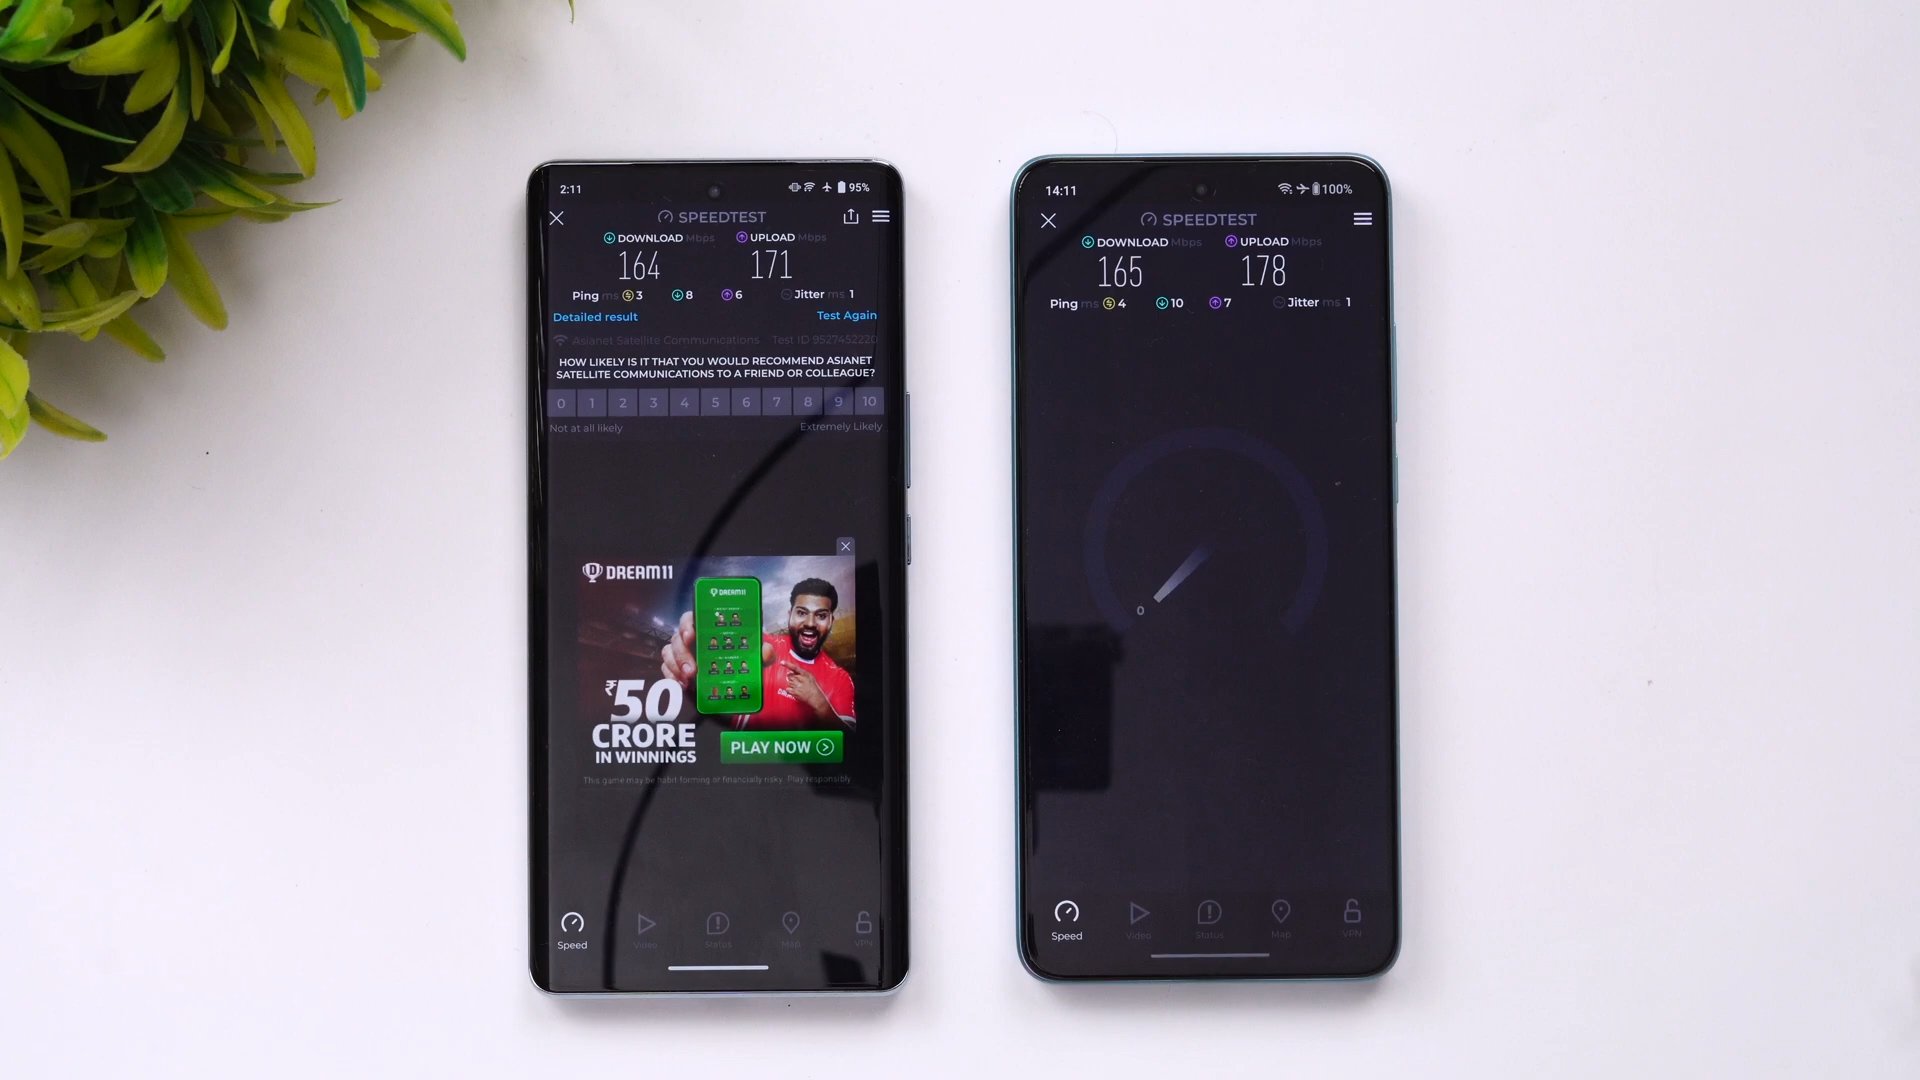 2:11
95%
SPEEDTEST
DOWNLOAD Mbps
UPLOAD Mbps
164
171
Ping ms 3
8
6
Jitter ms 1
Detailed result
Test Again
Asianet Satellite Communications
Test ID 9527452220
HOW LIKELY IS IT THAT YOU WOULD RECOMMEND ASIANET
SATELLITE COMMUNICATIONS TO A FRIEND OR COLLEAGUE?
0 1 2 3 4 5 6 7 8 9 10
Not at all likely
Extremely Likely
DREAM11
DREAM11
₹50
CRORE
IN WINNINGS
PLAY NOW
This game may be habit-forming or financially risky. Play responsibly
Speed
Video
Status
Map
VPN
14:11
100%
SPEEDTEST
DOWNLOAD Mbps
UPLOAD Mbps
165
178
Ping ms 4
10
7
Jitter ms 1
0
Speed
Video
Status
Map
VPN